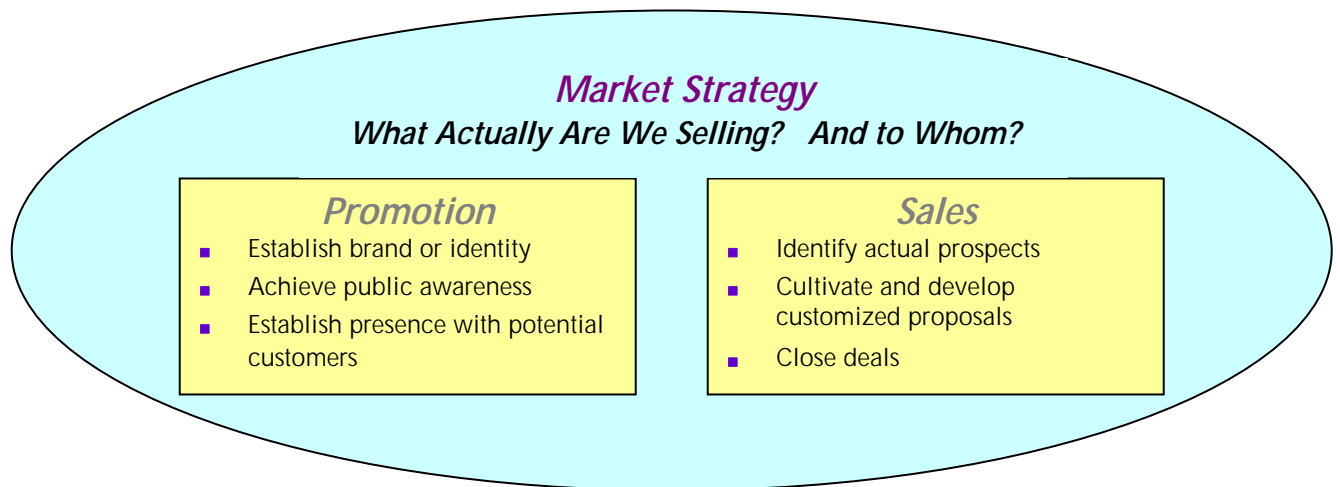 Market Strategy
What Actually Are We Selling? And to Whom?
Promotion
Establish brand or identity
Achieve public awareness
Establish presence with potential
customers
Sales
Identify actual prospects
Cultivate and develop
customized proposals
Close deals